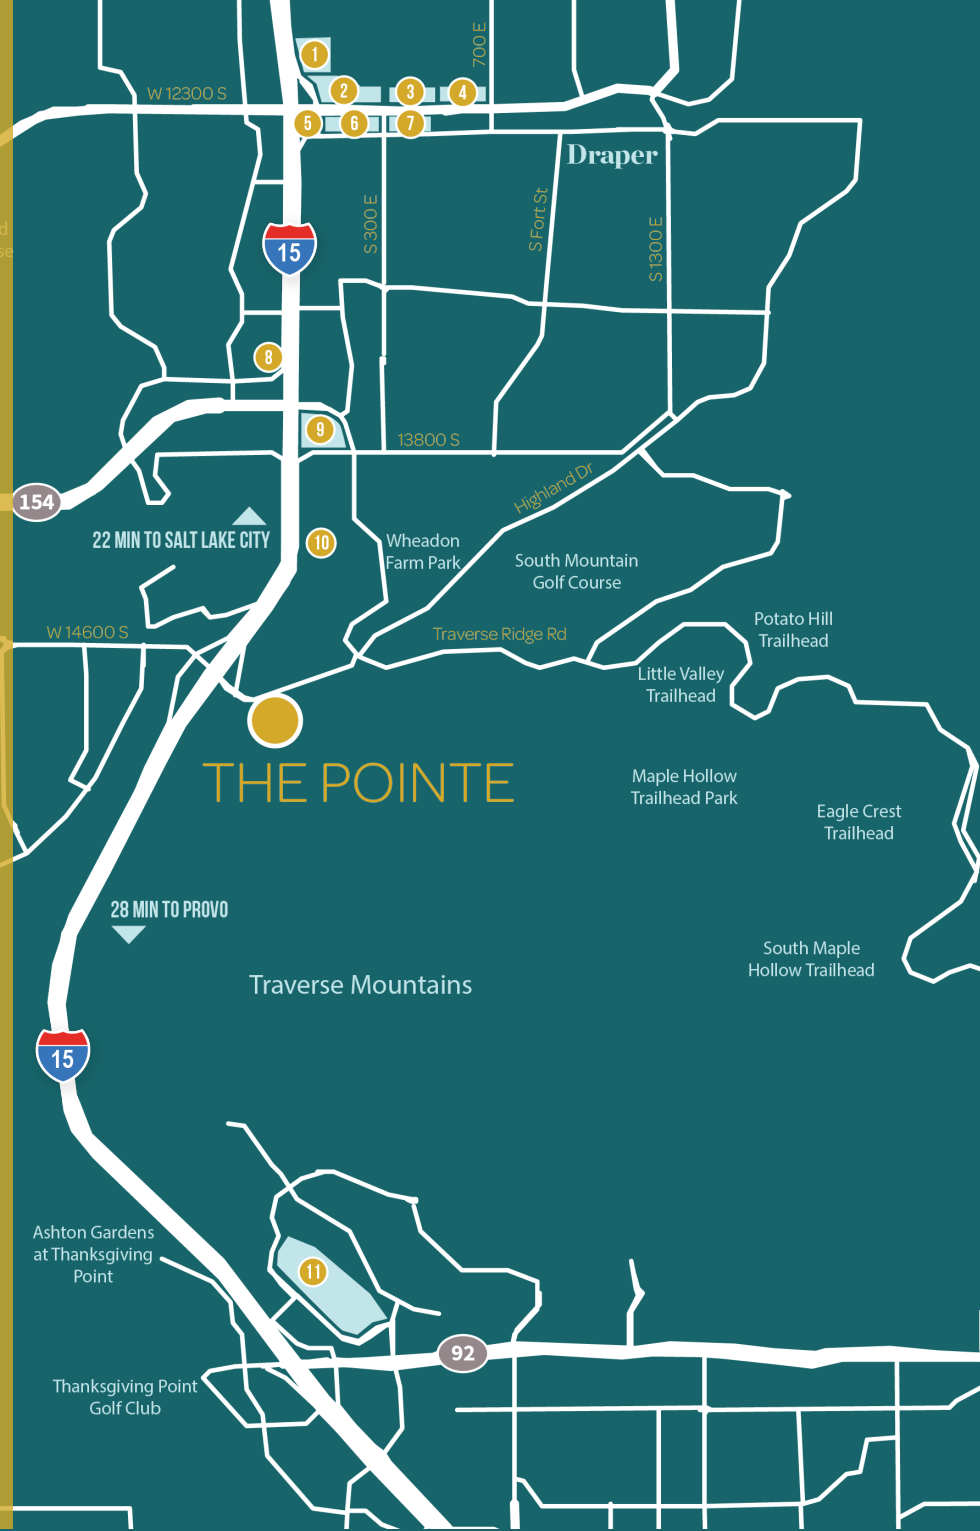 1
700 E
2
3
4
W 12300 S
5
6
7
Draper
S 300 E
S Fort St
S 1300 E
d
se
15
8
9
13800 S
Highland Dr
154
22 MIN TO SALT LAKE CITY
10
Wheadon
Farm Park
South Mountain
Golf Course
W 14600 S
Traverse Ridge Rd
Potato Hill
Trailhead
Little Valley
Trailhead
THE POINTE
Maple Hollow
Trailhead Park
Eagle Crest
Trailhead
28 MIN TO PROVO
South Maple
Hollow Trailhead
Traverse Mountains
15
Ashton Gardens
at Thanksgiving
Point
11
92
Thanksgiving Point
Golf Club